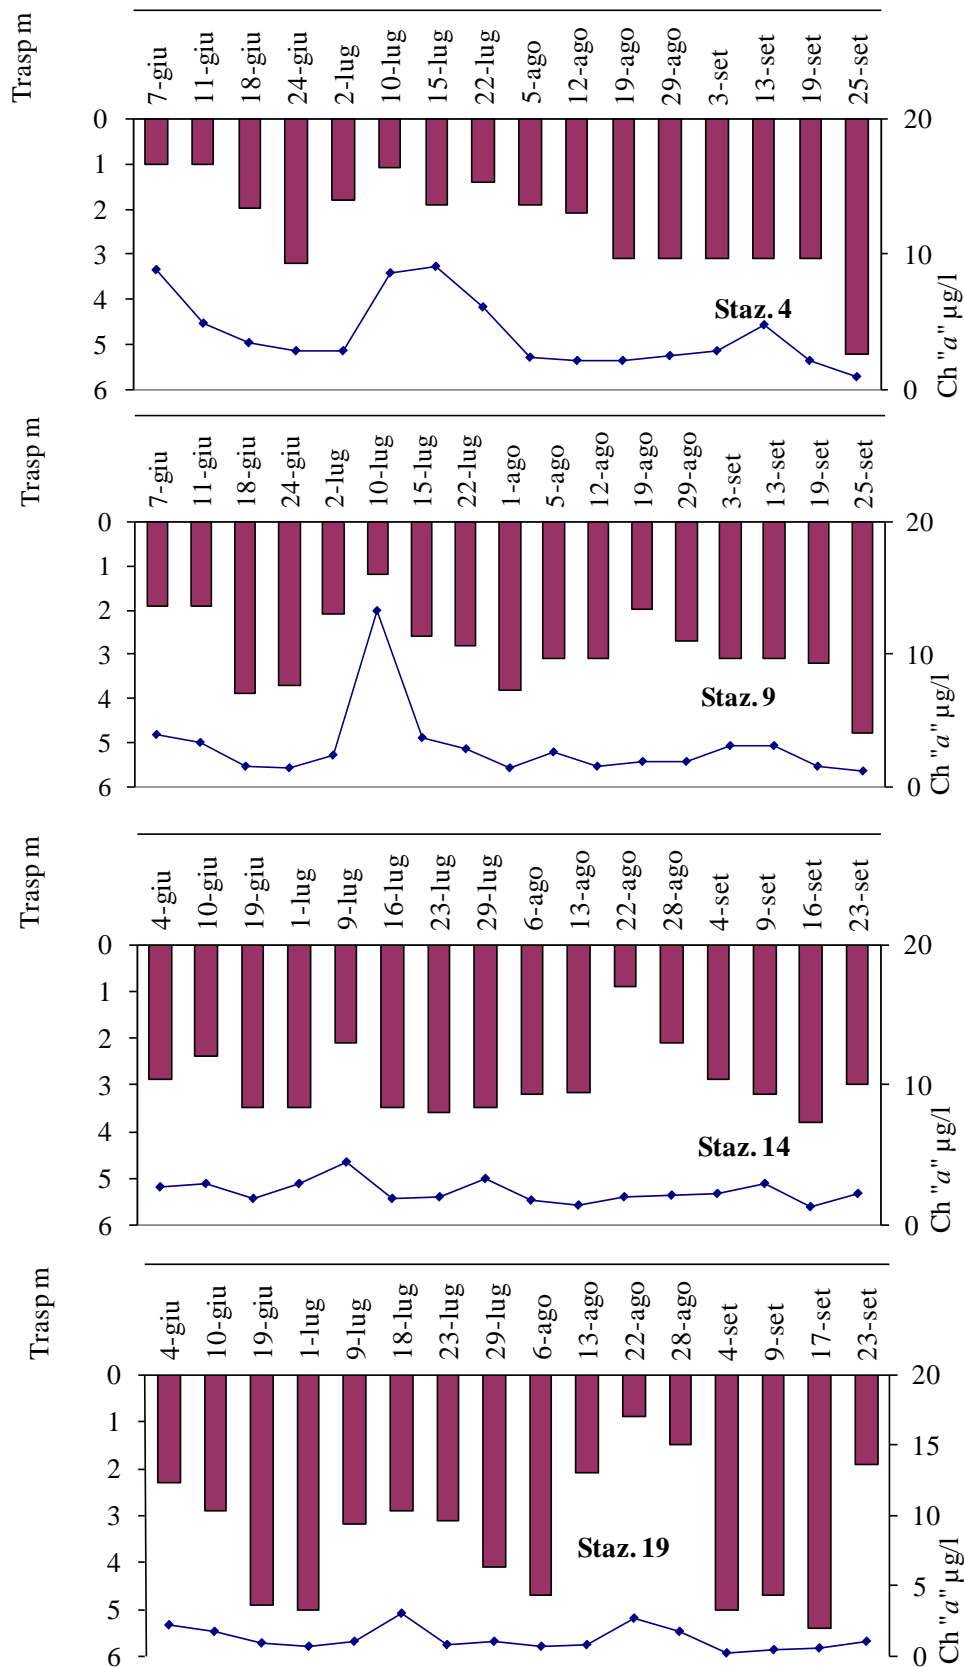 Trasp m
7-giu 11-giu 18-giu 24-giu 2-lug 10-lug 15-lug 22-lug 5-ago 12-ago 19-ago 29-ago 3-set 13-set 19-set 25-set
0 20
1
2
3 10
4
Staz. 4
5
6 0
Ch "a" µg/l
Trasp m
7-giu 11-giu 18-giu 24-giu 2-lug 10-lug 15-lug 22-lug 1-ago 5-ago 12-ago 19-ago 29-ago 3-set 13-set 19-set 25-set
0 20
1
2
3 10
4
Staz. 9
5
6 0
Ch "a" µg/l
Trasp m
4-giu 10-giu 19-giu 1-lug 9-lug 16-lug 23-lug 29-lug 6-ago 13-ago 22-ago 28-ago 4-set 9-set 16-set 23-set
0 20
1
2
3 10
4
Staz. 14
5
6 0
Ch "a" µg/l
Trasp m
4-giu 10-giu 19-giu 1-lug 9-lug 18-lug 23-lug 29-lug 6-ago 13-ago 22-ago 28-ago 4-set 9-set 17-set 23-set
0 20
1
15
2
3 10
Staz. 19
4
5
5
6 0
Ch "a" µg/l